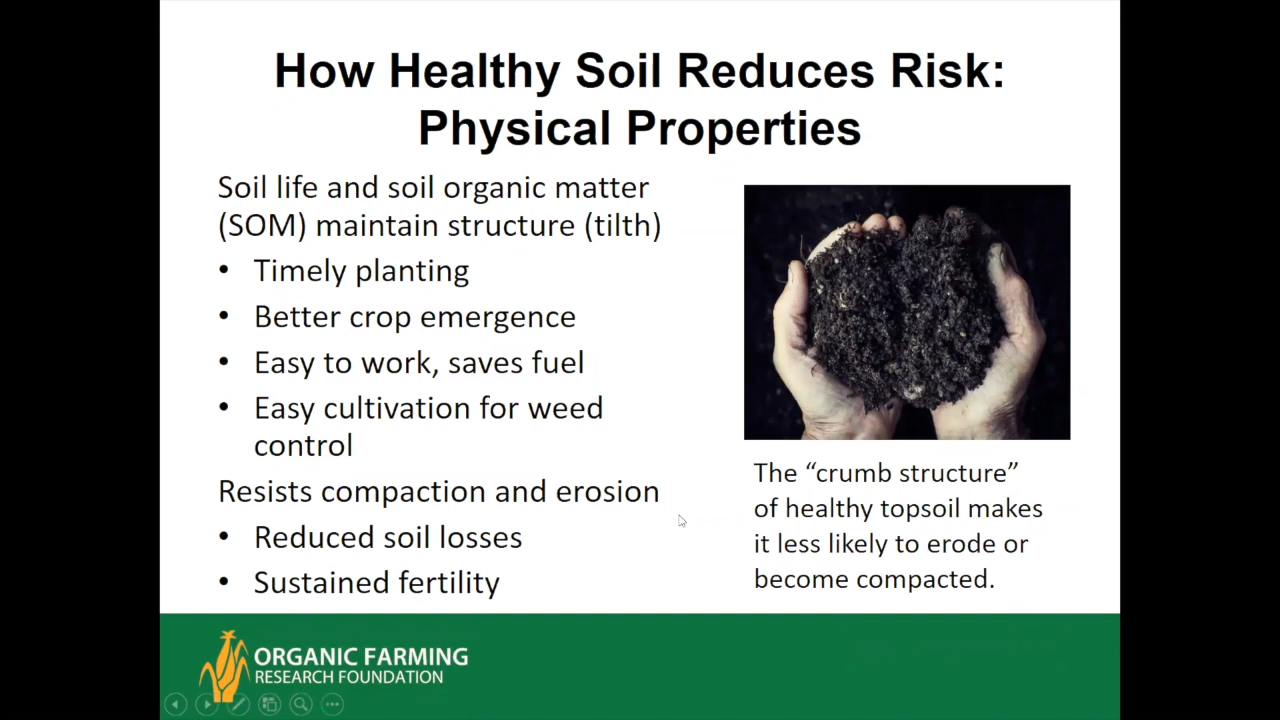 How Healthy Soil Reduces Risk:
Physical Properties
Soil life and soil organic matter
(SOM) maintain structure (tilth)
• Timely planting
• Better crop emergence
• Easy to work, saves fuel
• Easy cultivation for weed
control
Resists compaction and erosion
• Reduced soil losses
• Sustained fertility
The “crumb structure”
of healthy topsoil makes
it less likely to erode or
become compacted.
ORGANIC FARMING
RESEARCH FOUNDATION